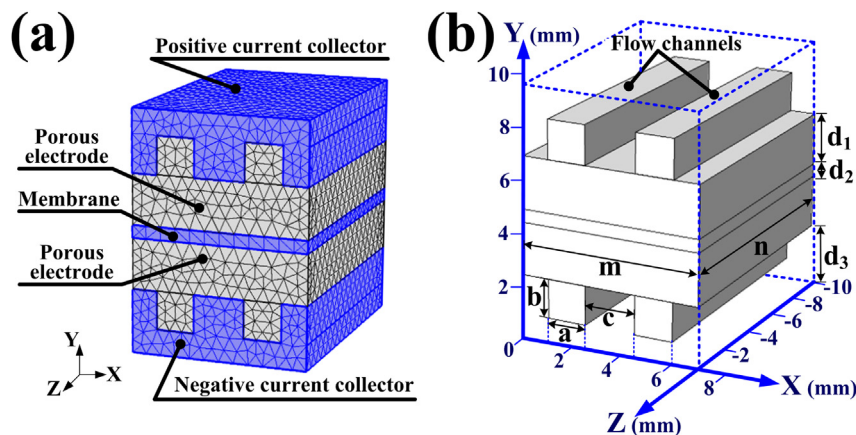 (a)
Positive current collector
Porous
electrode
Membrane
Porous
electrode
Negative current collector
Y
X
Z
(b)
Y (mm)
Flow channels
10
8
6
4
2
0
d1
d2
d3
n
m
b
c
a
2
4
6
8
X (mm)
-10
-8
-6
-4
-2
Z (mm)